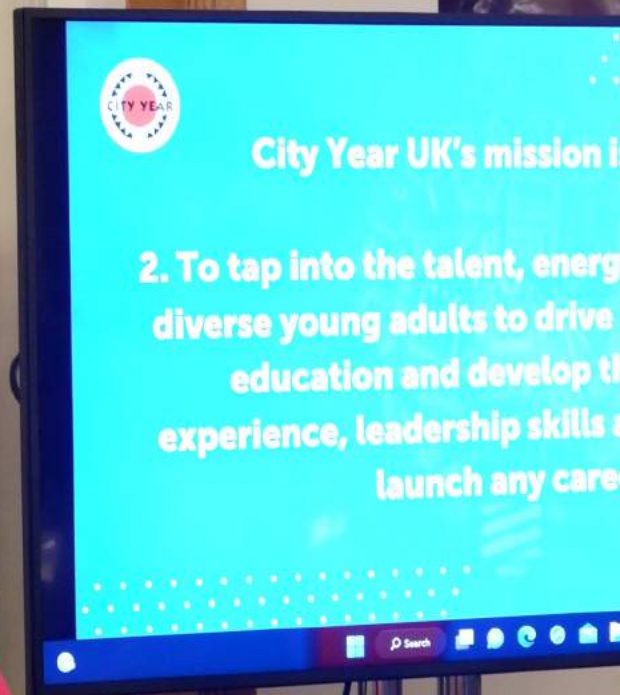 CITY YEAR
City Year UK's mission i
2. To tap into the talent, energ
diverse young adults to drive
education and develop th
experience, leadership skills a
launch any care
Search